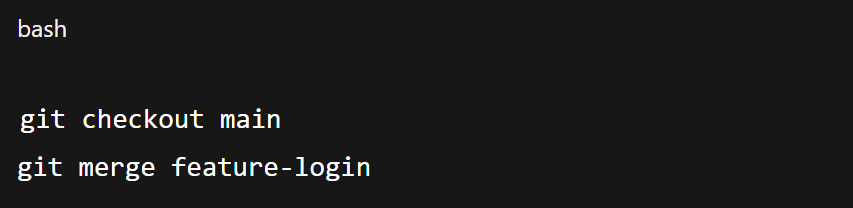 bash
git checkout main
git merge feature-login